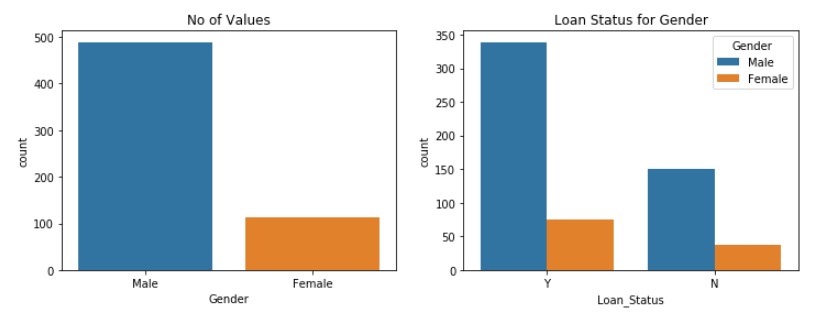 No of Values
500
400
300
200
100
0
count
Male
Female
Gender
Loan Status for Gender
350
300
250
200
150
100
50
0
count
Gender
Male
Female
Y
N
Loan_Status